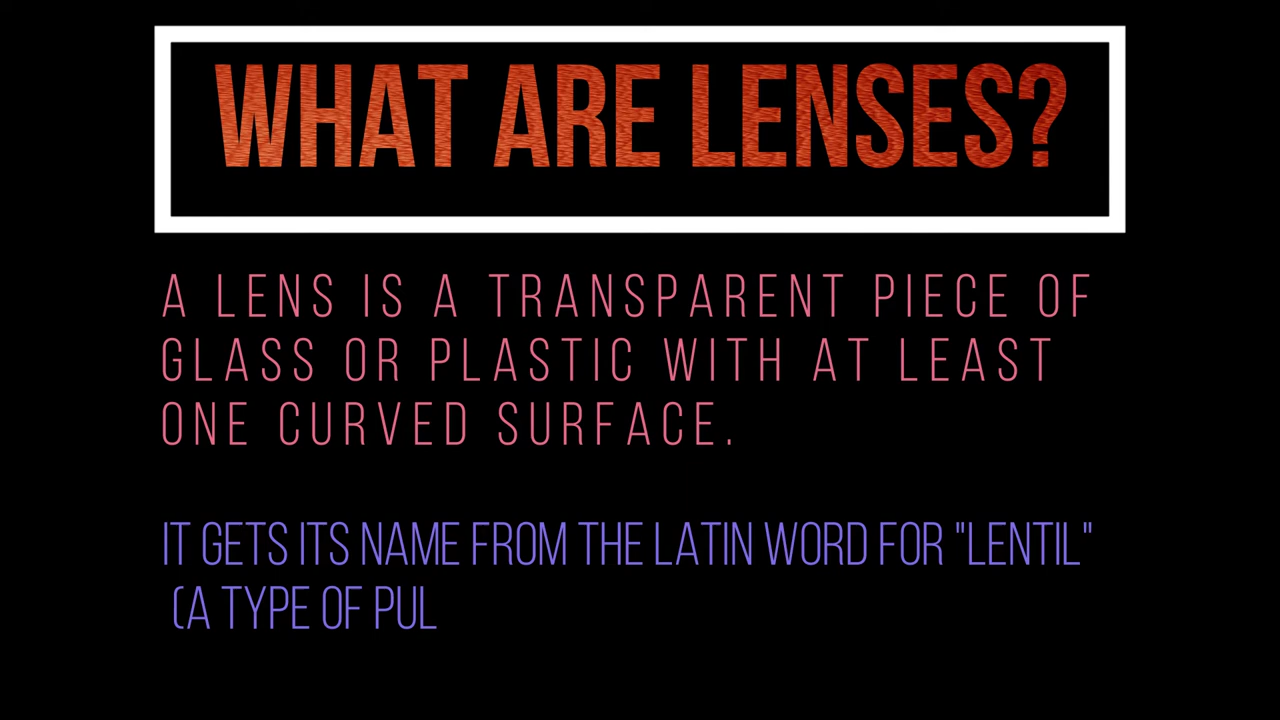 WHAT ARE LENSES?
A LENS IS A TRANSPARENT PIECE OF
GLASS OR PLASTIC WITH AT LEAST
ONE CURVED SURFACE.
IT GETS ITS NAME FROM THE LATIN WORD FOR "LENTIL"
(A TYPE OF PUL